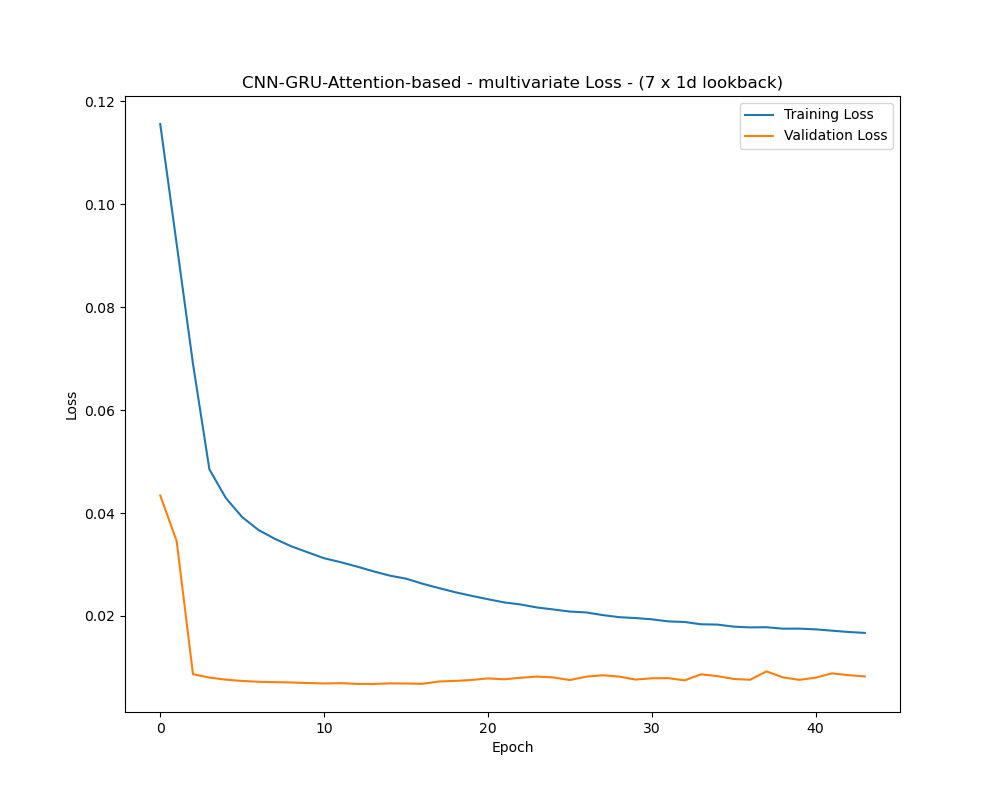 CNN-GRU-Attention-based - multivariate Loss - (7 x 1d lookback)
Training Loss
Validation Loss
0.12
0.10
0.08
0.06
0.04
0.02
Loss
0 10 20 30 40
Epoch